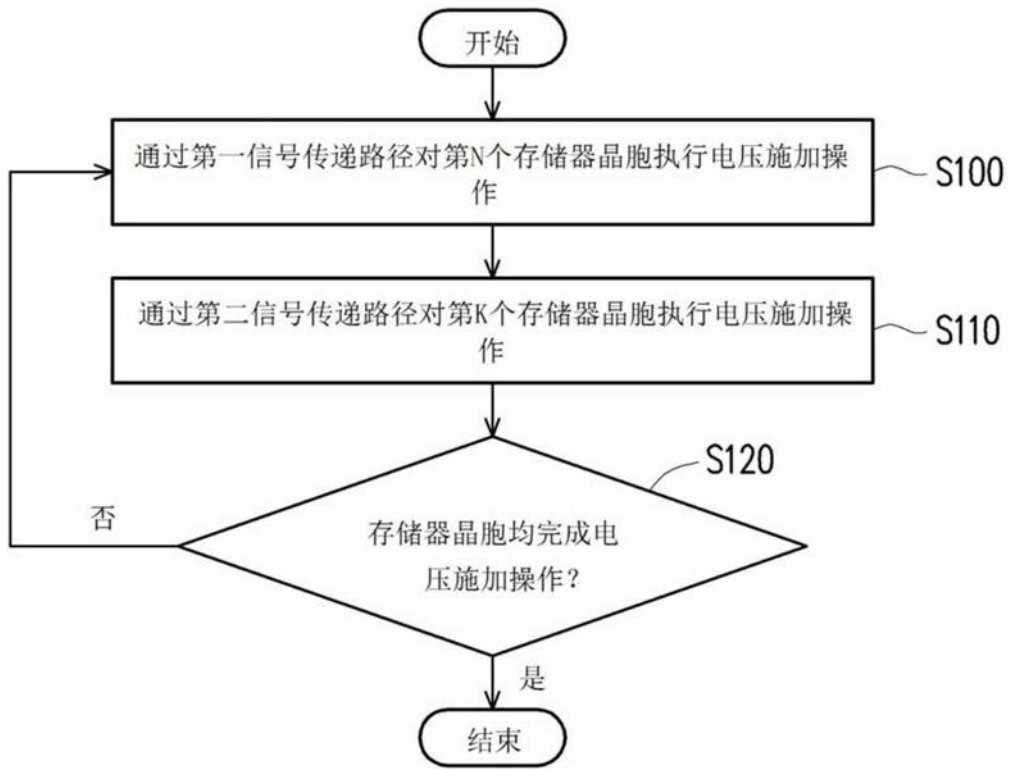 开始
通过第一信号传递路径对第N个存储器晶胞执行电压施加操
作
S100
通过第二信号传递路径对第K个存储器晶胞执行电压施加操
作
S110
S120
存储器晶胞均完成电
压施加操作?
否
是
结束